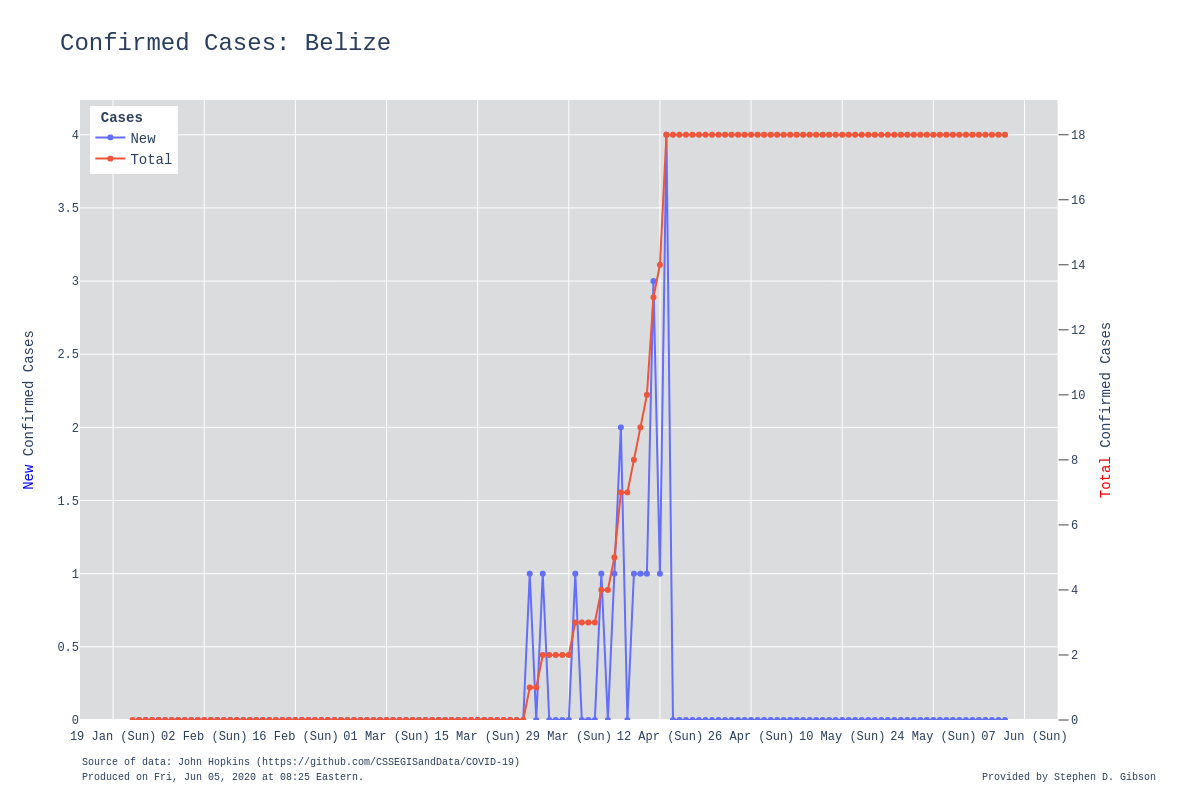 Confirmed Cases: Belize
Cases
New
Total
4
3.5
3
2.5
2
1.5
1
0.5
0
18
16
14
12
10
8
6
4
2
0
New Confirmed Cases
Total Confirmed Cases
19 Jan (Sun) 02 Feb (Sun) 16 Feb (Sun) 01 Mar (Sun) 15 Mar (Sun) 29 Mar (Sun) 12 Apr (Sun) 26 Apr (Sun) 10 May (Sun) 24 May (Sun) 07 Jun (Sun)
Source of data: John Hopkins (https://github.com/CSSEGISandData/COVID-19)
Produced on Fri, Jun 05, 2020 at 08:25 Eastern.
Provided by Stephen D. Gibson